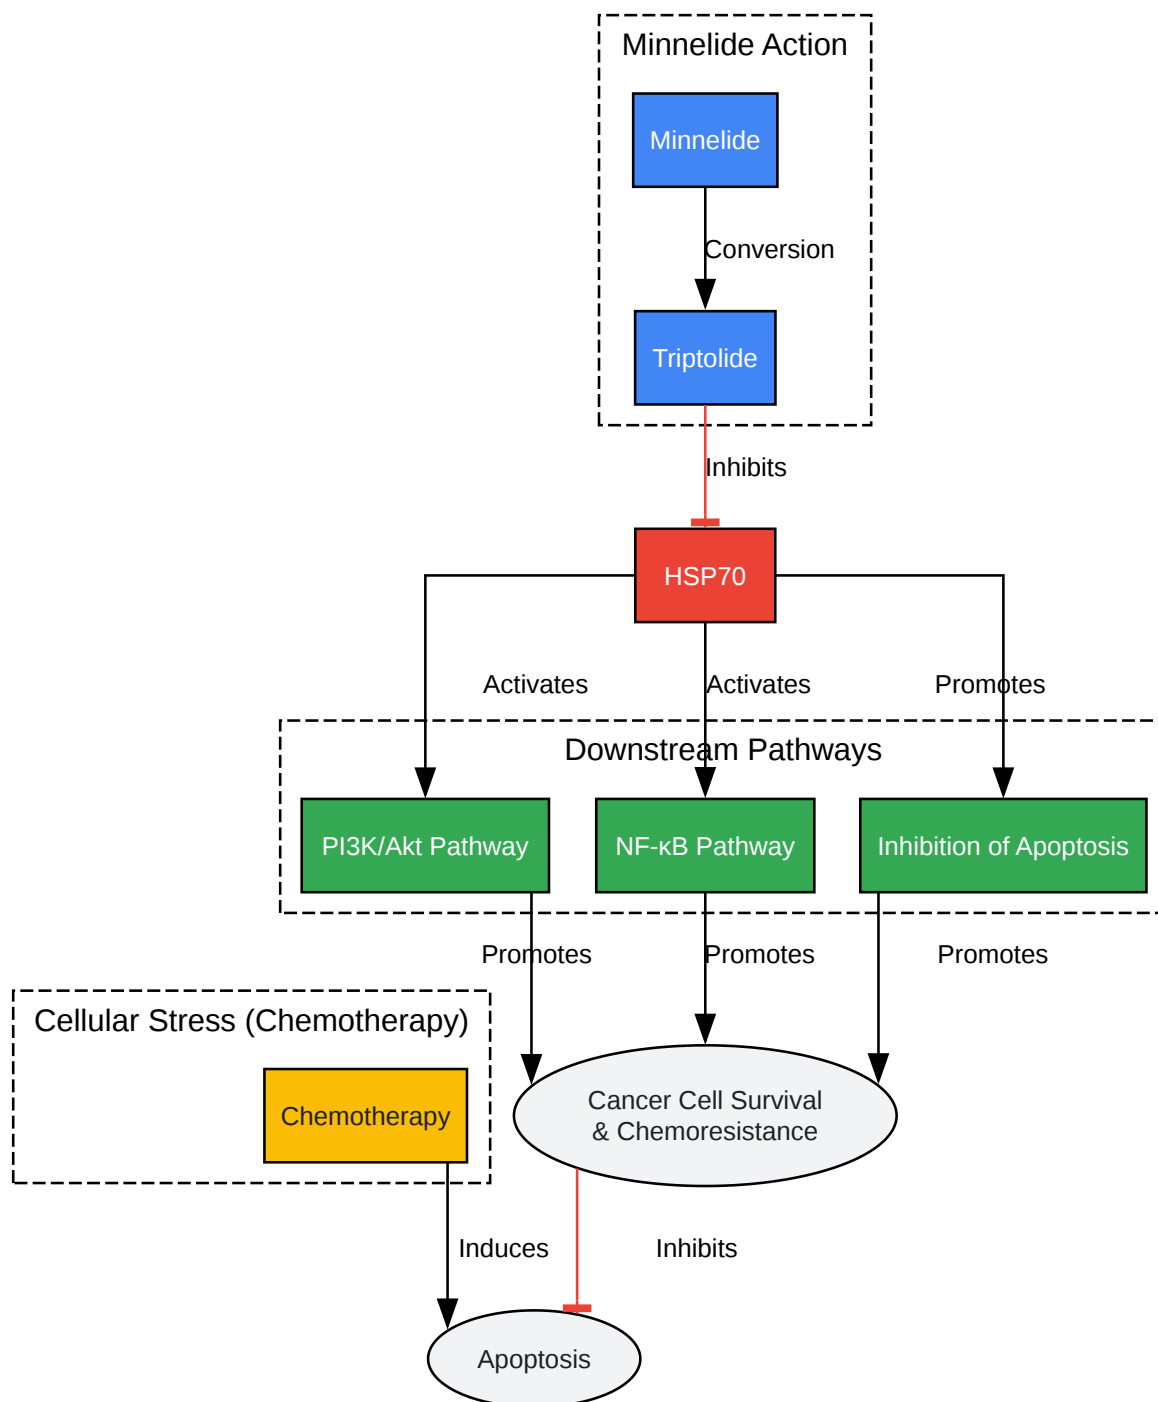 Minnelide Action
Minnelide
Conversion
Triptolide
Inhibits
HSP70
Activates
Activates
Promotes
Downstream Pathways
PI3K/Akt Pathway
NF-κB Pathway
Inhibition of Apoptosis
Promotes
Promotes
Promotes
Cellular Stress (Chemotherapy)
Chemotherapy
Cancer Cell Survival
& Chemoresistance
Induces
Inhibits
Apoptosis